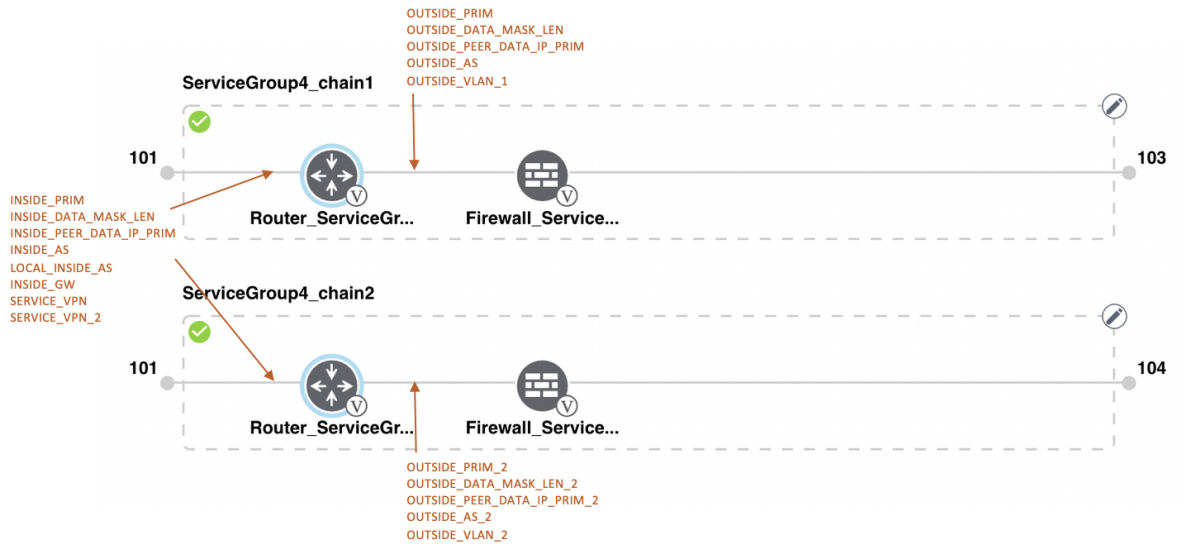 OUTSIDE_PRIM
OUTSIDE_DATA_MASK_LEN
OUTSIDE_PEER_DATA_IP_PRIM
OUTSIDE_AS
OUTSIDE_VLAN_1
ServiceGroup4_chain1
101
103
V
V
Router_ServiceGr...
Firewall_Service...
INSIDE_PRIM
INSIDE_DATA_MASK_LEN
INSIDE_PEER_DATA_IP_PRIM
INSIDE_AS
LOCAL_INSIDE_AS
INSIDE_GW
SERVICE_VPN
SERVICE_VPN_2
ServiceGroup4_chain2
101
104
V
V
Router_ServiceGr...
Firewall_Service...
OUTSIDE_PRIM_2
OUTSIDE_DATA_MASK_LEN_2
OUTSIDE_PEER_DATA_IP_PRIM_2
OUTSIDE_AS_2
OUTSIDE_VLAN_2